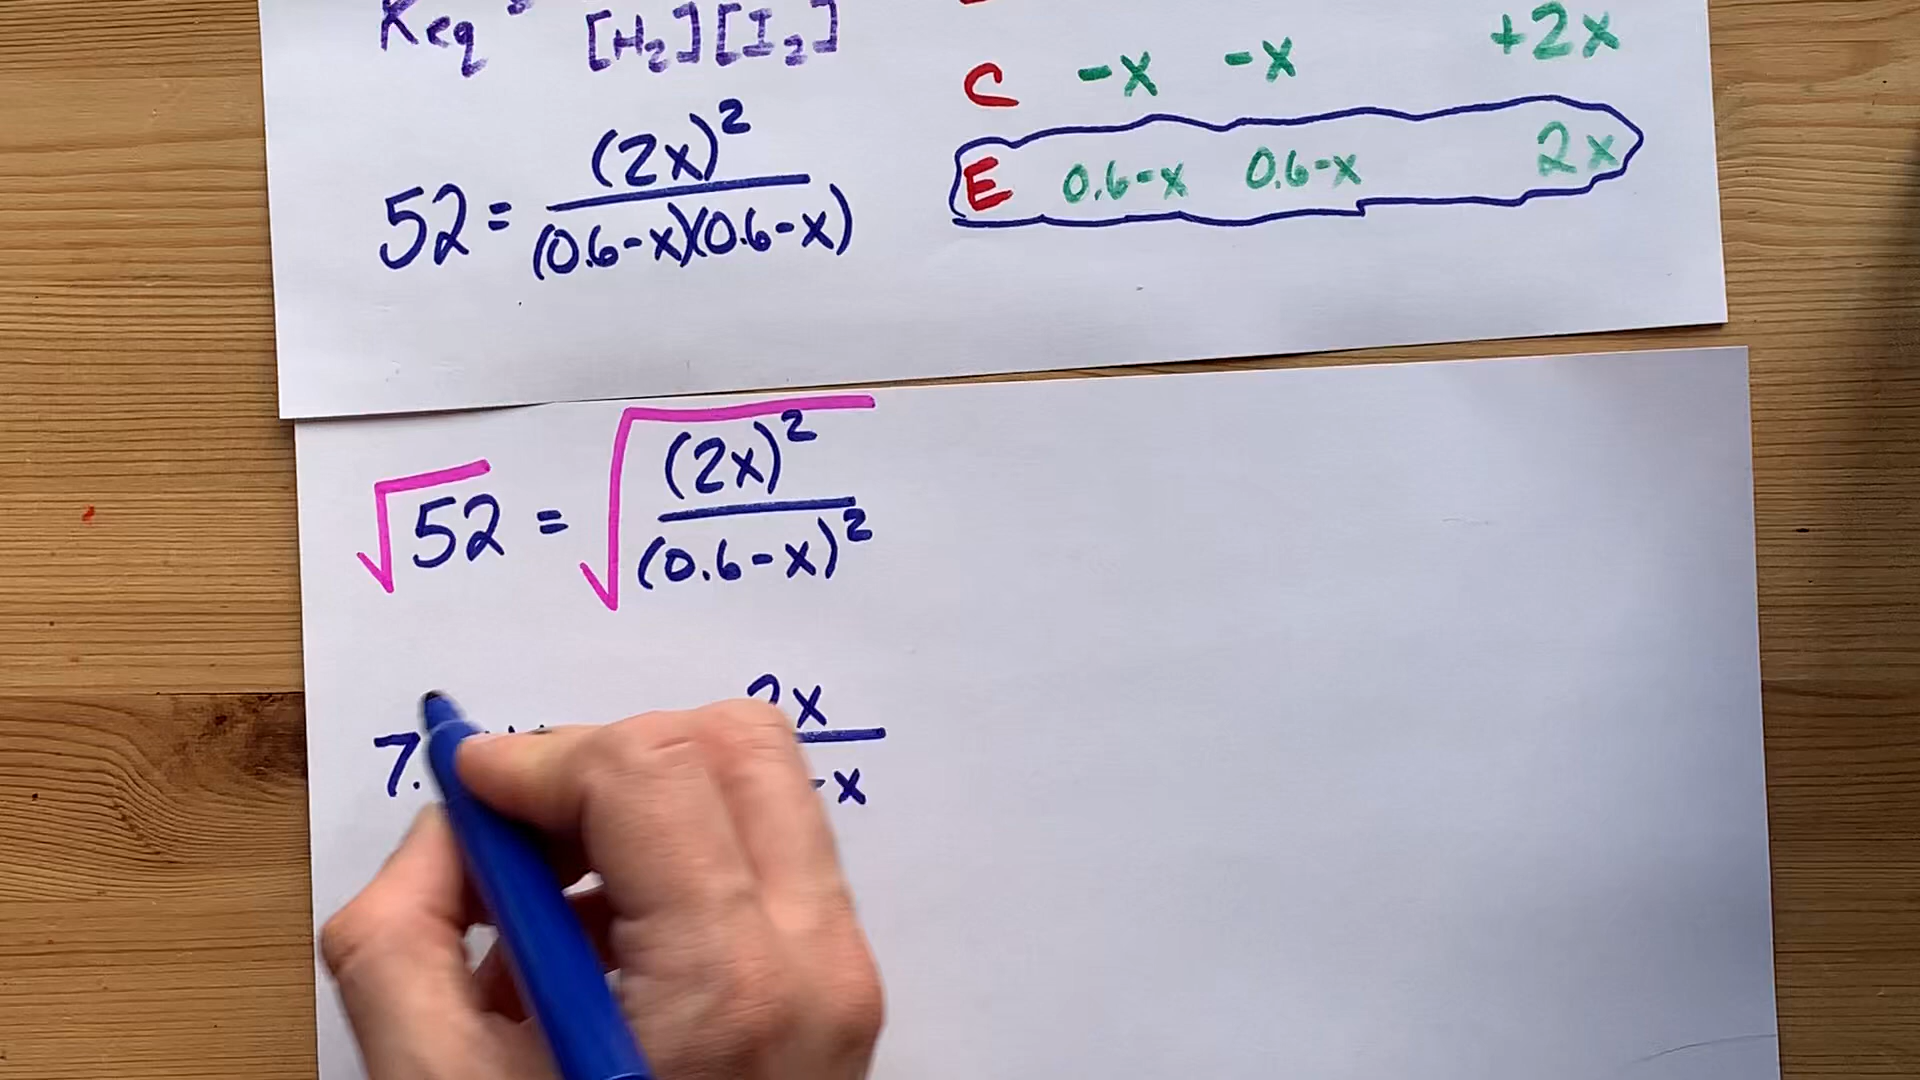 Keq [H₂][I₂]
C -x -x +2x
52 = (2x)² / (0.6-x)(0.6-x)
E 0.6-x 0.6-x 2x
√52 = √((2x)² / (0.6-x)²)
7. 2x / -x